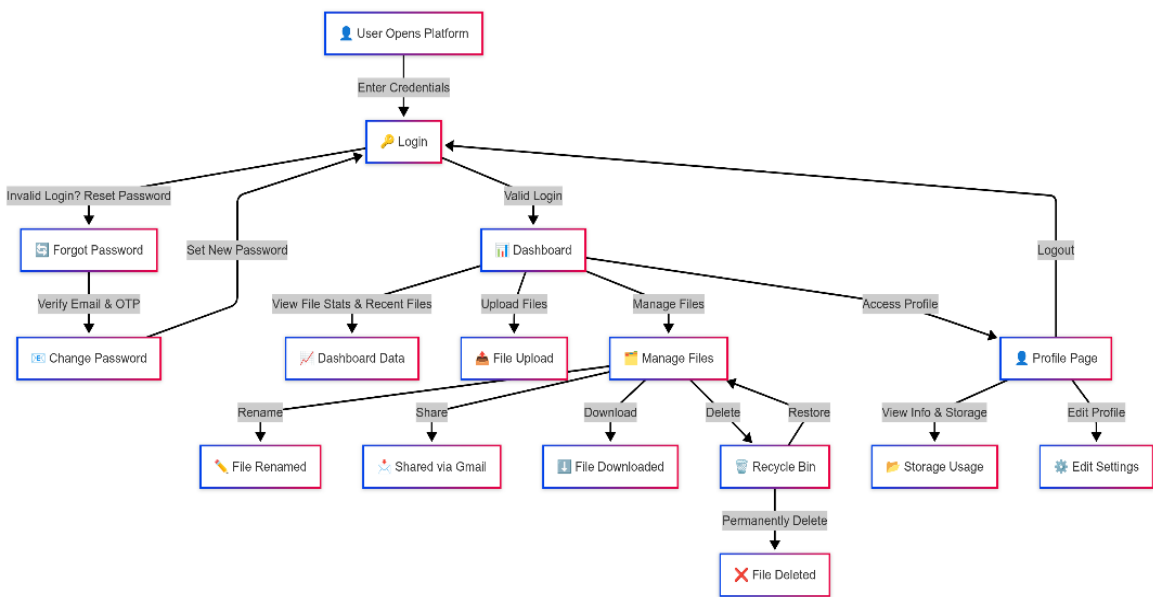 👤 User Opens Platform
Enter Credentials
🔑 Login
Invalid Login? Reset Password
Valid Login
🔄 Forgot Password
Set New Password
📊 Dashboard
Logout
Verify Email & OTP
View File Stats & Recent Files
Upload Files
Manage Files
Access Profile
📧 Change Password
📈 Dashboard Data
📤 File Upload
🗂️ Manage Files
👤 Profile Page
Rename
Share
Download
Delete
Restore
View Info & Storage
Edit Profile
✏️ File Renamed
📩 Shared via Gmail
⬇️ File Downloaded
🗑️ Recycle Bin
📂 Storage Usage
⚙️ Edit Settings
Permanently Delete
❌ File Deleted